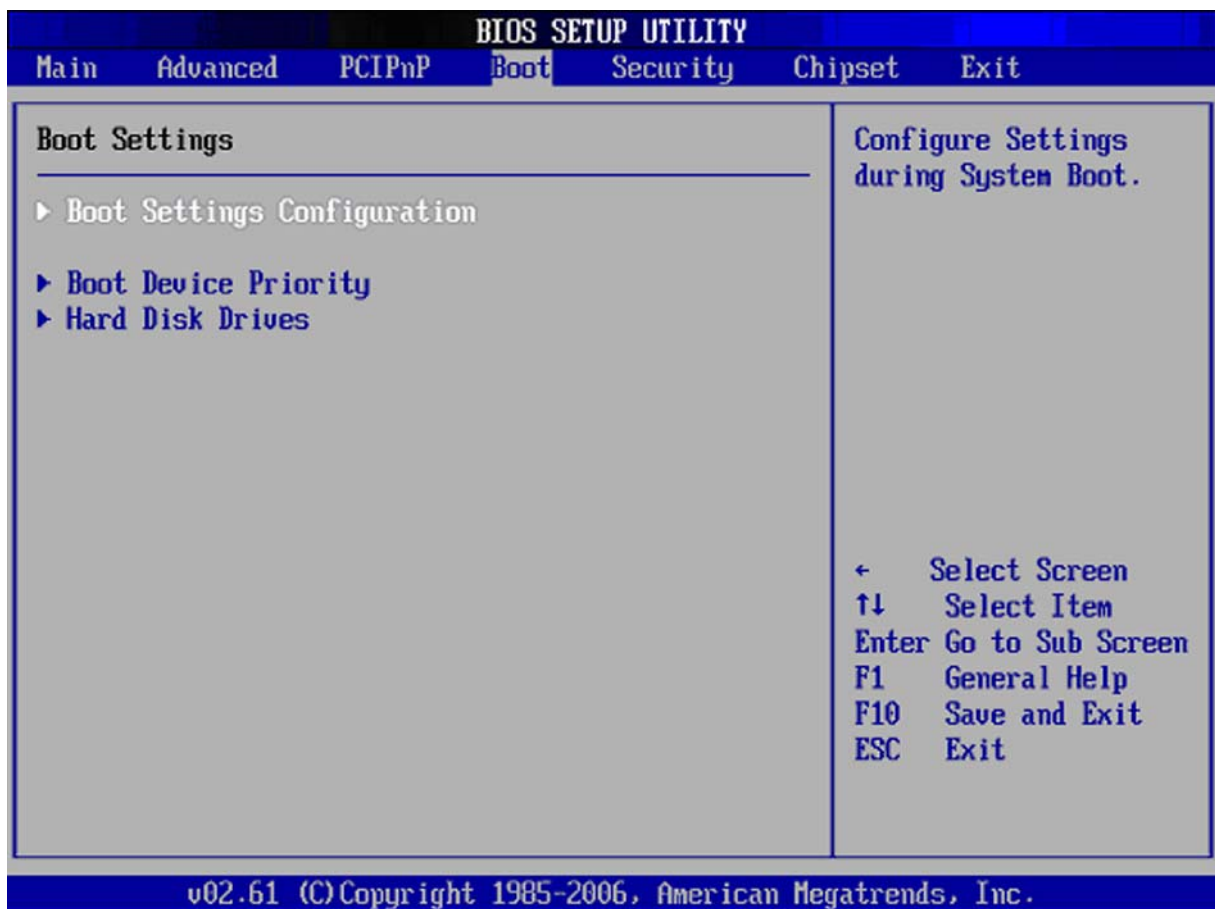 BIOS SETUP UTILITY
Main Advanced PCIPnP Boot Security Chipset Exit
Boot Settings
▶ Boot Settings Configuration
▶ Boot Device Priority
▶ Hard Disk Drives
Configure Settings
during System Boot.
← Select Screen
↑↓ Select Item
Enter Go to Sub Screen
F1 General Help
F10 Save and Exit
ESC Exit
v02.61 (C)Copyright 1985-2006, American Megatrends, Inc.